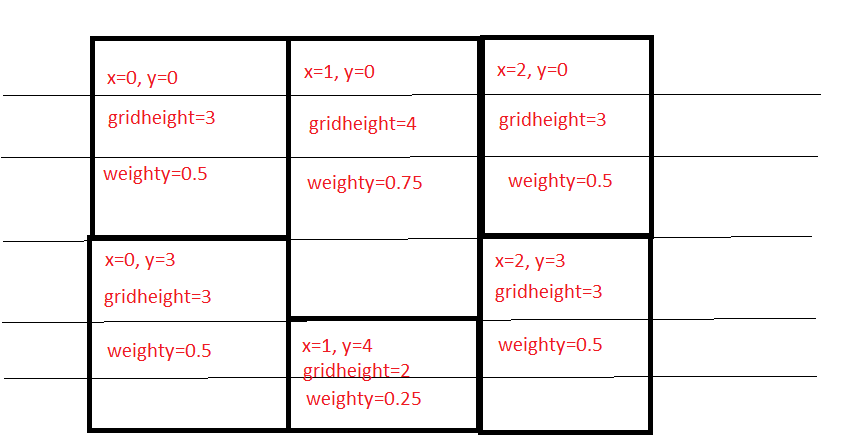 x=0, y=0
gridheight=3
weighty=0.5
x=1, y=0
gridheight=4
weighty=0.75
x=2, y=0
gridheight=3
weighty=0.5
x=0, y=3
gridheight=3
weighty=0.5
x=1, y=4
gridheight=2
weighty=0.25
x=2, y=3
gridheight=3
weighty=0.5